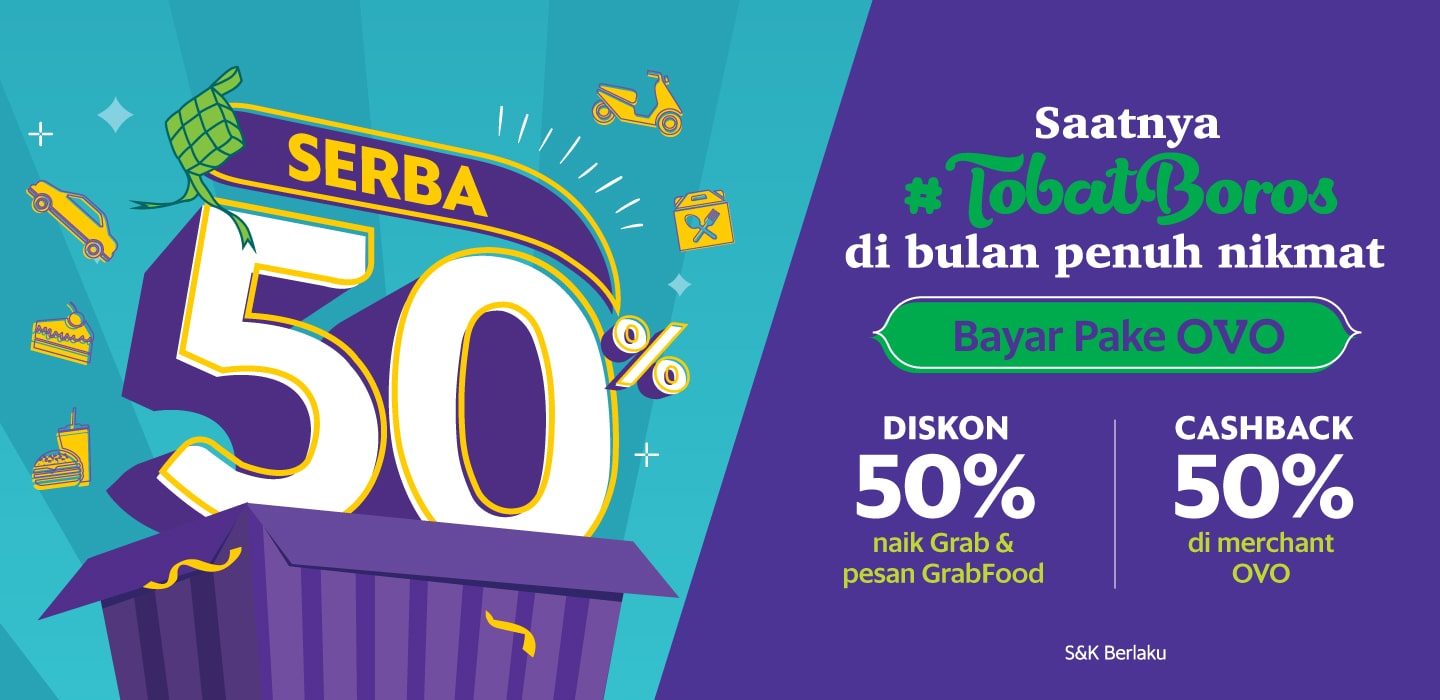 SERBA
50%
Saatnya
#TobatBoros
di bulan penuh nikmat
Bayar Pake OVO
DISKON
50%
naik Grab &
pesan GrabFood
CASHBACK
50%
di merchant
OVO
S&K Berlaku